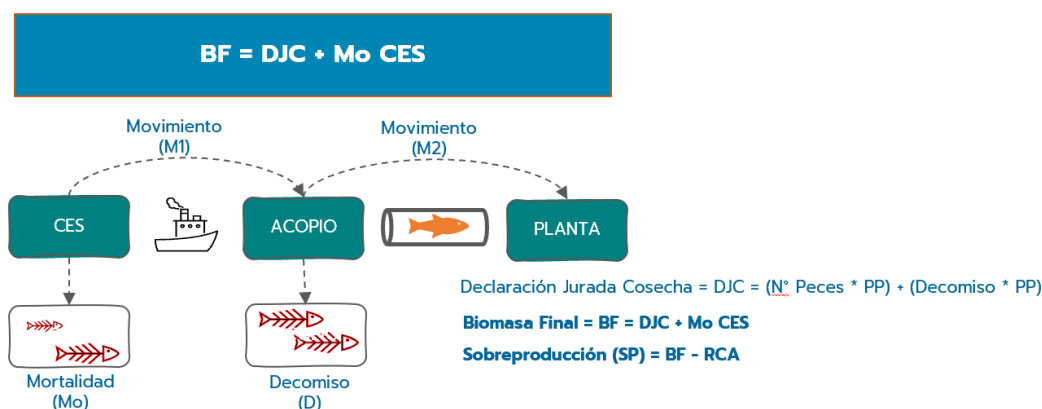 BF = DJC + Mo CES
Movimiento
(M1)
Movimiento
(M2)
CES
ACOPIO
PLANTA
Declaración Jurada Cosecha = DJC = (N° Peces * PP) + (Decomiso * PP)
Biomasa Final = BF = DJC + Mo CES
Sobreproducción (SP) = BF - RCA
Mortalidad
(Mo)
Decomiso
(D)